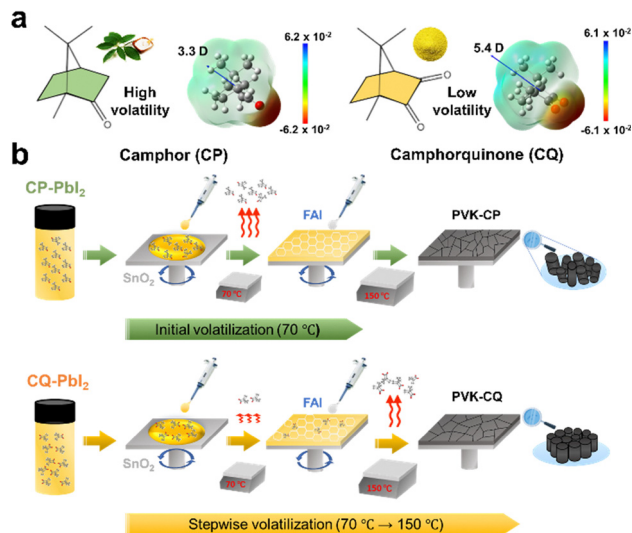 a
3.3 D
6.2 x 10⁻²
-6.2 x 10⁻²
High
volatility
O
5.4 D
6.1 x 10⁻²
-6.1 x 10⁻²
Low
volatility
O
O
b
Camphor (CP)
Camphorquinone (CQ)
CP-PbI₂
FAI
PVK-CP
SnO₂
70 ℃
150 ℃
Initial volatilization (70 ℃)
CQ-PbI₂
FAI
PVK-CQ
SnO₂
70 ℃
150 ℃
Stepwise volatilization (70 ℃ → 150 ℃)